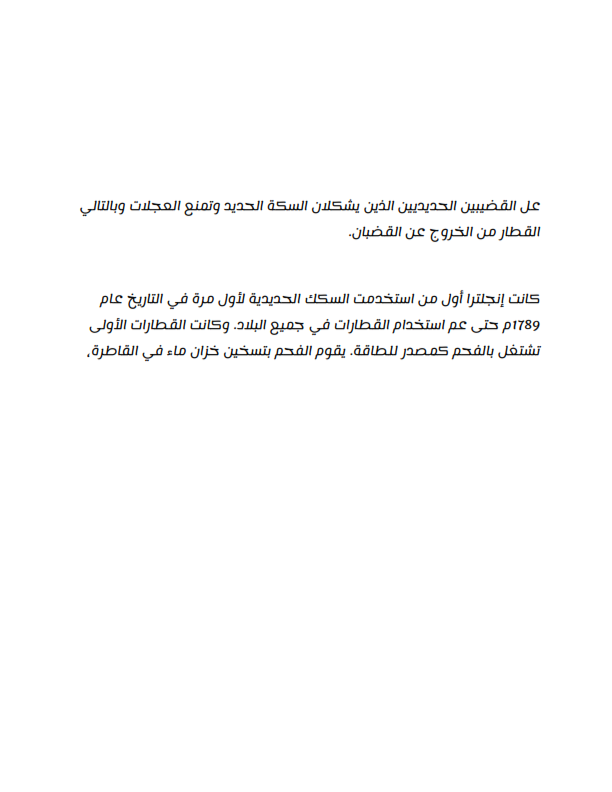 عل القضيبين الحديديين الذين يشكلان السكة الحديد وتمنع العجلات وبالتالي
القطار من الخروج عن القضبان.
كانت إنجلترا أول من استخدمت السكك الحديدية لأول مرة في التاريخ عام
1789م حتى عم استخدام القطارات في جميع البلاد. وكانت القطارات الأولى
تشتغل بالفحم كمصدر للطاقة. يقوم الفحم بتسخين خزان ماء في القاطرة،